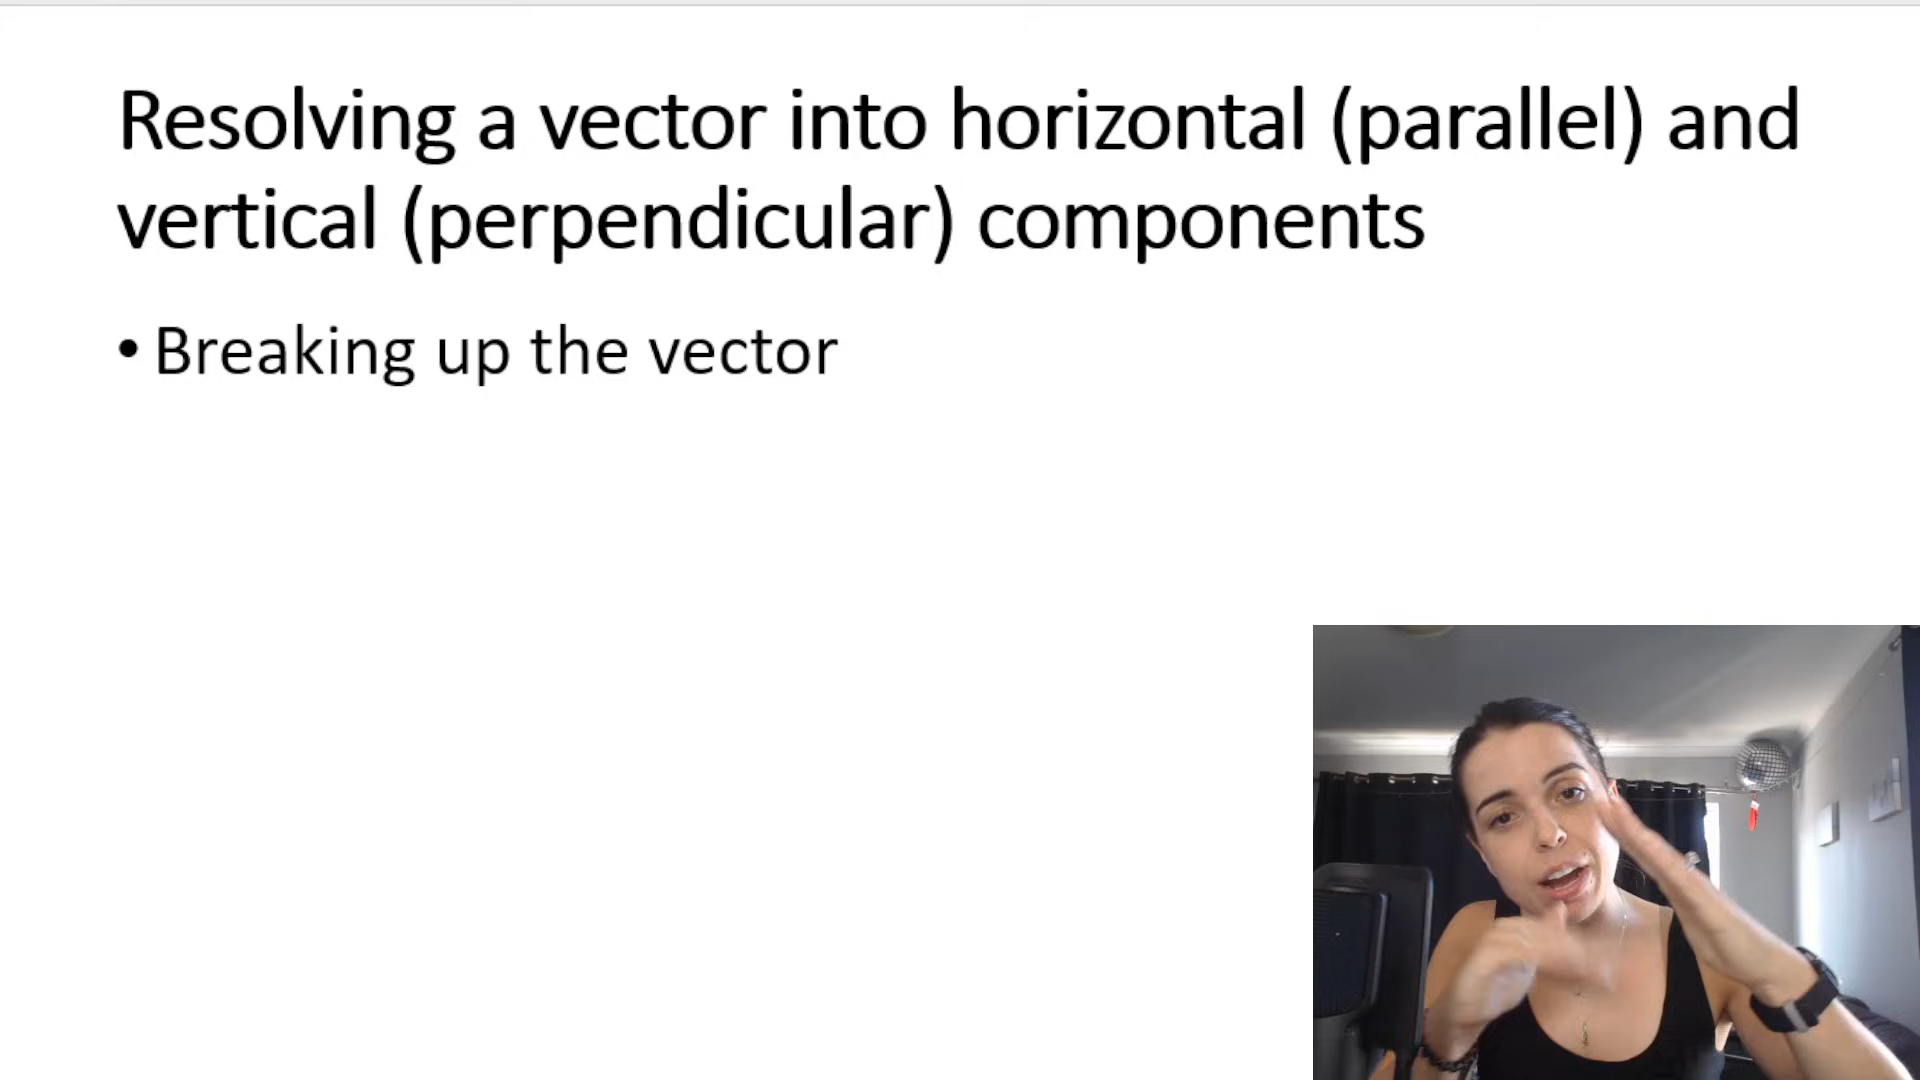 Resolving a vector into horizontal (parallel) and
vertical (perpendicular) components
• Breaking up the vector